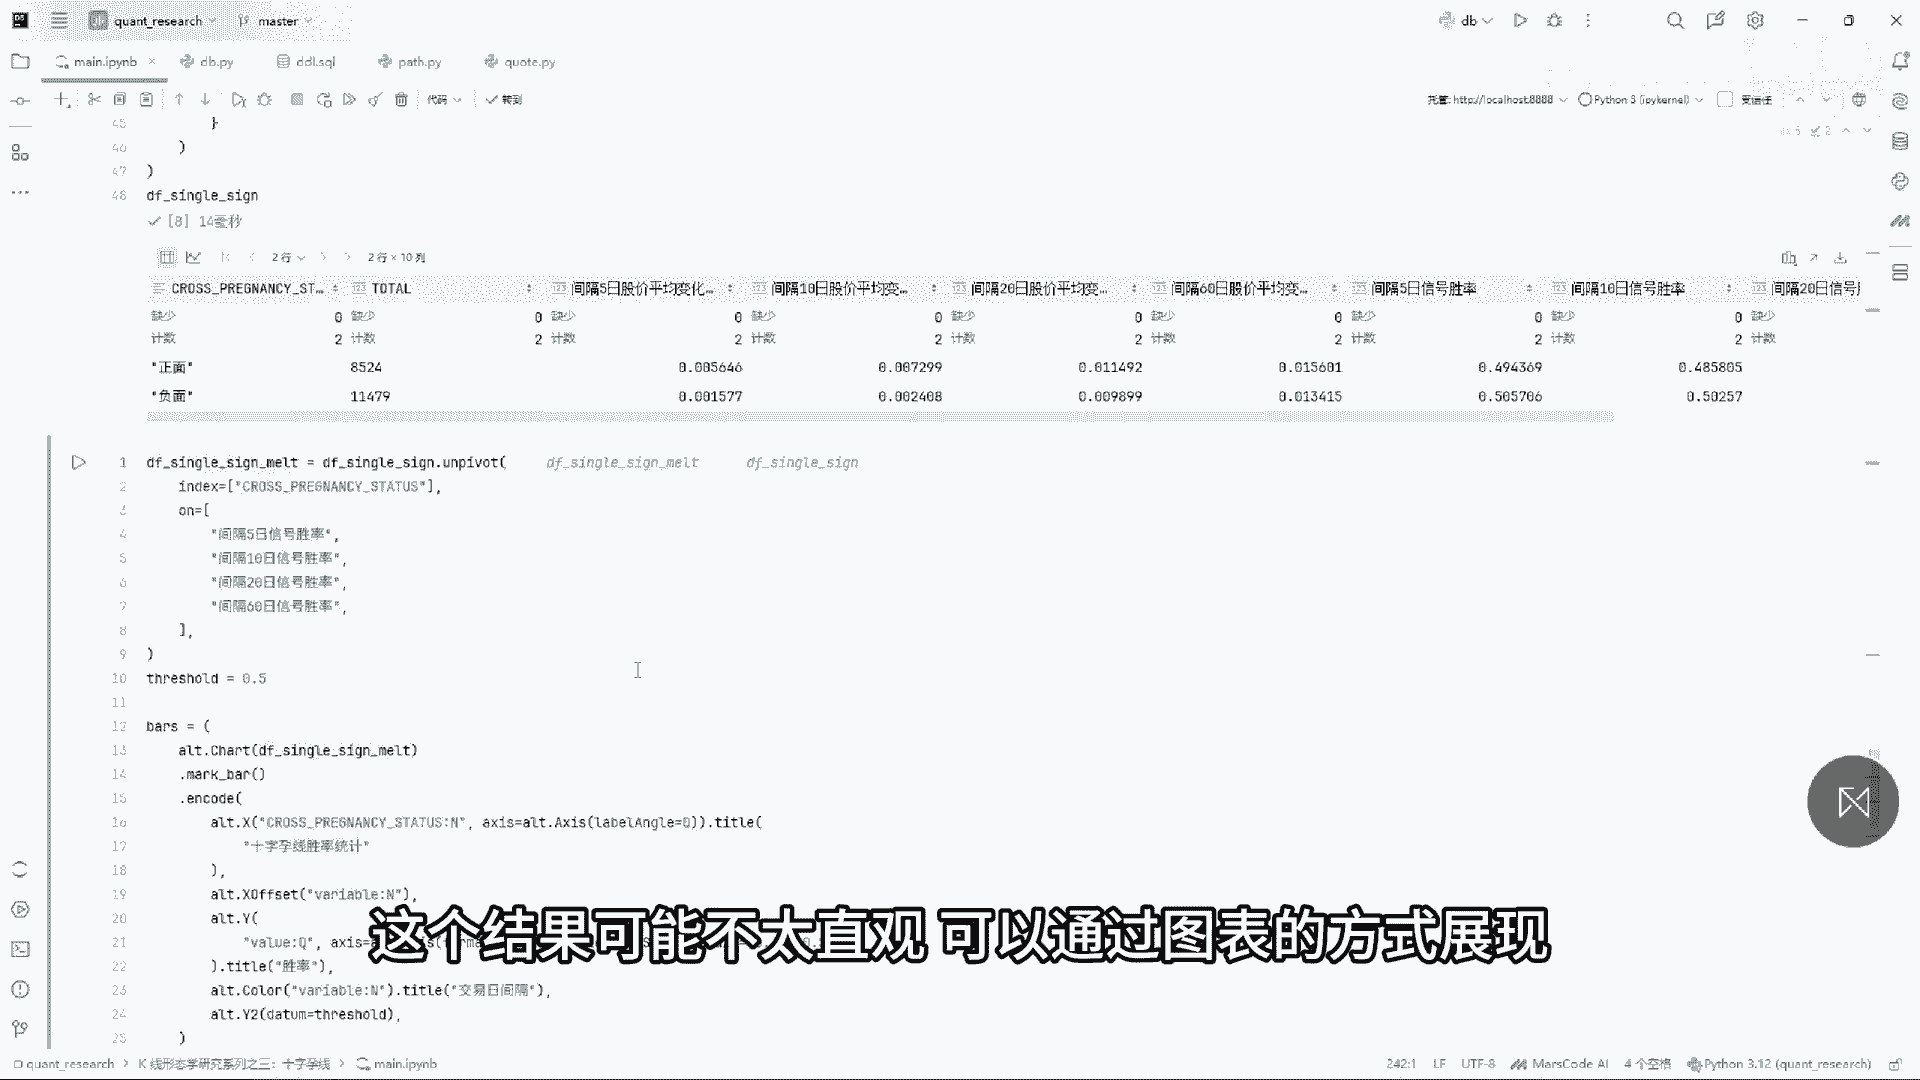 quant_research master db
main.ipynb db.py ddl.sql path.py quote.py
代码 转到 托管: http://localhost:8888 Python 3 (ipykernel) 受信任
45 }
46 )
47 )
48 df_single_sign
[8] 14毫秒
2 行 2 行 × 10 列
CROSS_PREGNANCY_ST... TOTAL 间隔5日股价平均变化... 间隔10日股价平均变... 间隔20日股价平均变... 间隔60日股价平均变... 间隔5日信号胜率 间隔10日信号胜率 间隔20日信号
缺少 0 缺少 0 缺少 0 缺少 0 缺少 0 缺少 0 缺少 0 缺少 0 缺少
计数 2 计数 2 计数 2 计数 2 计数 2 计数 2 计数 2 计数 2 计数
"正面" 8524 0.005646 0.007299 0.011492 0.015601 0.494369 0.485805
"负面" 11479 0.001577 0.002408 0.009899 0.013415 0.505706 0.50257
1 df_single_sign_melt = df_single_sign.unpivot( df_single_sign_melt df_single_sign
2 index=["CROSS_PREGNANCY_STATUS"],
3 on=[
4 "间隔5日信号胜率",
5 "间隔10日信号胜率",
6 "间隔20日信号胜率",
7 "间隔60日信号胜率",
8 ],
9 )
10 threshold = 0.5
11
12 bars = (
13 alt.Chart(df_single_sign_melt)
14 .mark_bar()
15 .encode(
16 alt.X("CROSS_PREGNANCY_STATUS:N", axis=alt.Axis(labelAngle=0)).title(
17 "十字孕线胜率统计"
18 ),
19 alt.XOffset("variable:N"),
20 alt.Y(
21 "value:Q",
22 ).title("胜率"),
23 alt.Color("variable:N").title("交易日间隔"),
24 alt.Y2(datum=threshold),
25 )
这个结果可能不太直观 可以通过图表的方式展现
quant_research K 线形态学研究系列之三：十字孕线 main.ipynb 242:1 LF UTF-8 MarsCode AI 4 个空格 Python 3.12 (quant_research)